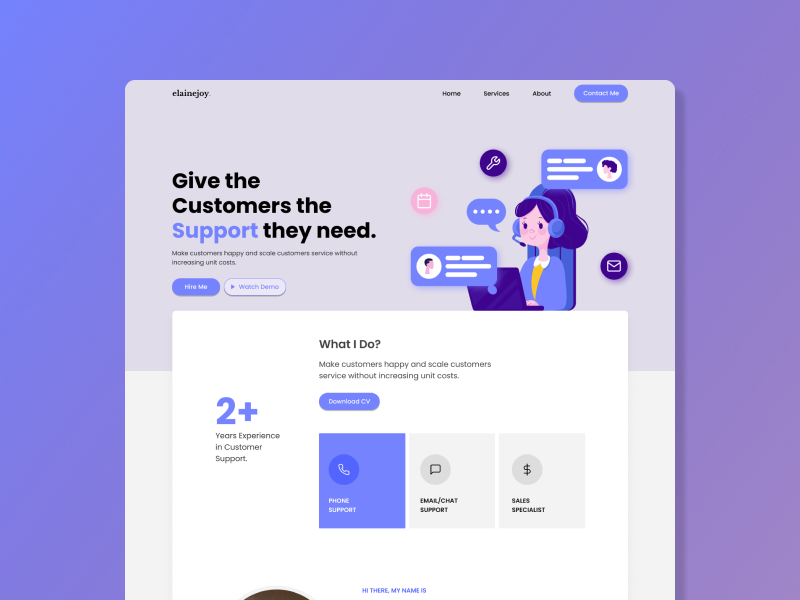 elainejoy.
Home
Services
About
Contact Me
Give the
Customers the
Support they need.
Make customers happy and scale customers service without
increasing unit costs.
Hire Me
Watch Demo
What I Do?
Make customers happy and scale customers
service without increasing unit costs.
Download CV
2+
Years Experience
in Customer
Support.
PHONE
SUPPORT
EMAIL/CHAT
SUPPORT
SALES
SPECIALIST
HI THERE, MY NAME IS